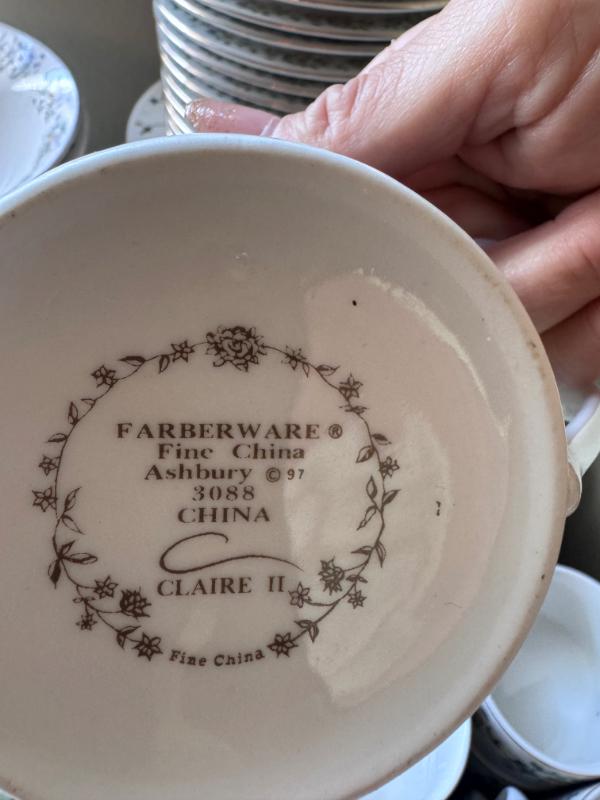 FARBERWARE®
Fine China
Ashbury © 97
3088
CHINA
CLAIRE II
Fine China